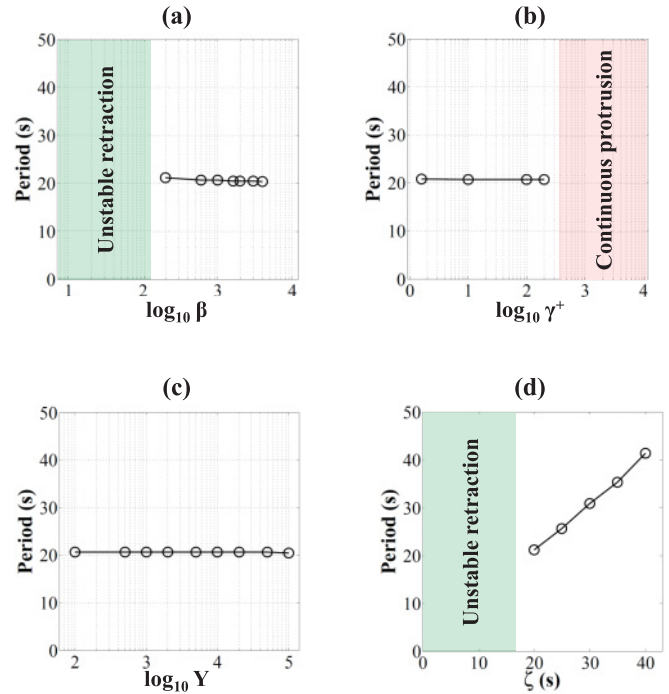 (a)
50
40
30
20
10
0
Period (s)
Unstable retraction
1 2 3 4
log₁₀ β
(b)
50
40
30
20
10
0
Period (s)
Continuous protrusion
0 1 2 3 4
log₁₀ γ⁺
(c)
50
40
30
20
10
0
Period (s)
2 3 4 5
log₁₀ Y
(d)
50
40
30
20
10
0
Period (s)
Unstable retraction
0 10 20 30 40
ζ (s)